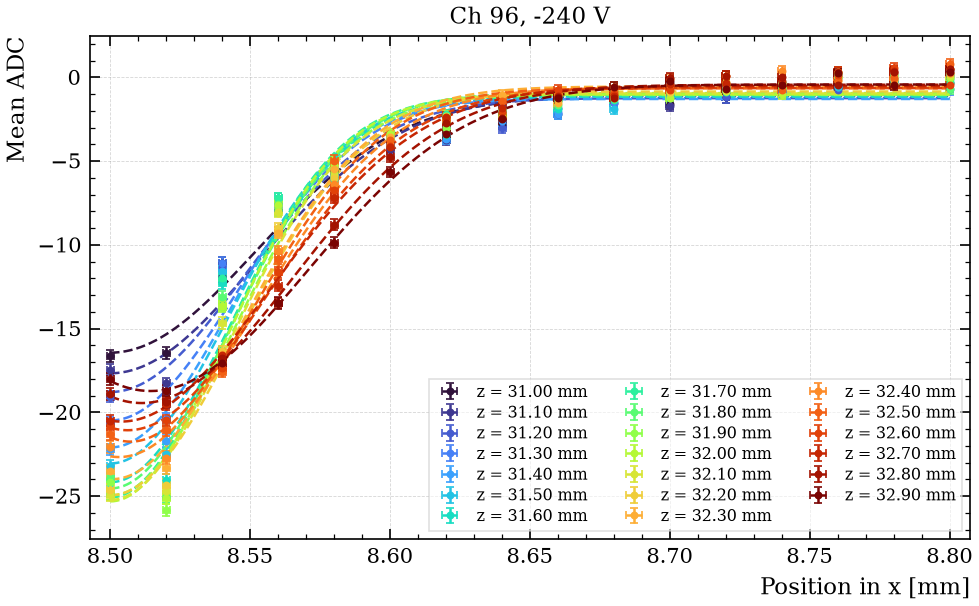 Ch 96, -240 V
Mean ADC
0
−5
−10
−15
−20
−25
z = 31.00 mm
z = 31.10 mm
z = 31.20 mm
z = 31.30 mm
z = 31.40 mm
z = 31.50 mm
z = 31.60 mm
z = 31.70 mm
z = 31.80 mm
z = 31.90 mm
z = 32.00 mm
z = 32.10 mm
z = 32.20 mm
z = 32.30 mm
z = 32.40 mm
z = 32.50 mm
z = 32.60 mm
z = 32.70 mm
z = 32.80 mm
z = 32.90 mm
8.50 8.55 8.60 8.65 8.70 8.75 8.80
Position in x [mm]